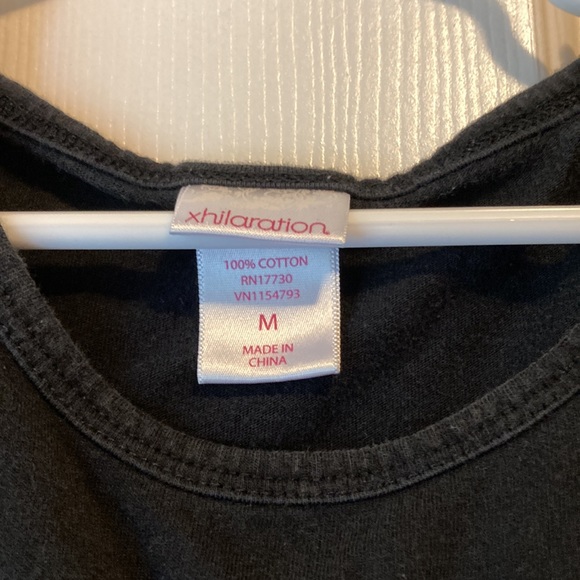 xhilaration
100% COTTON
RN17730
VN1154793
M
MADE IN
CHINA